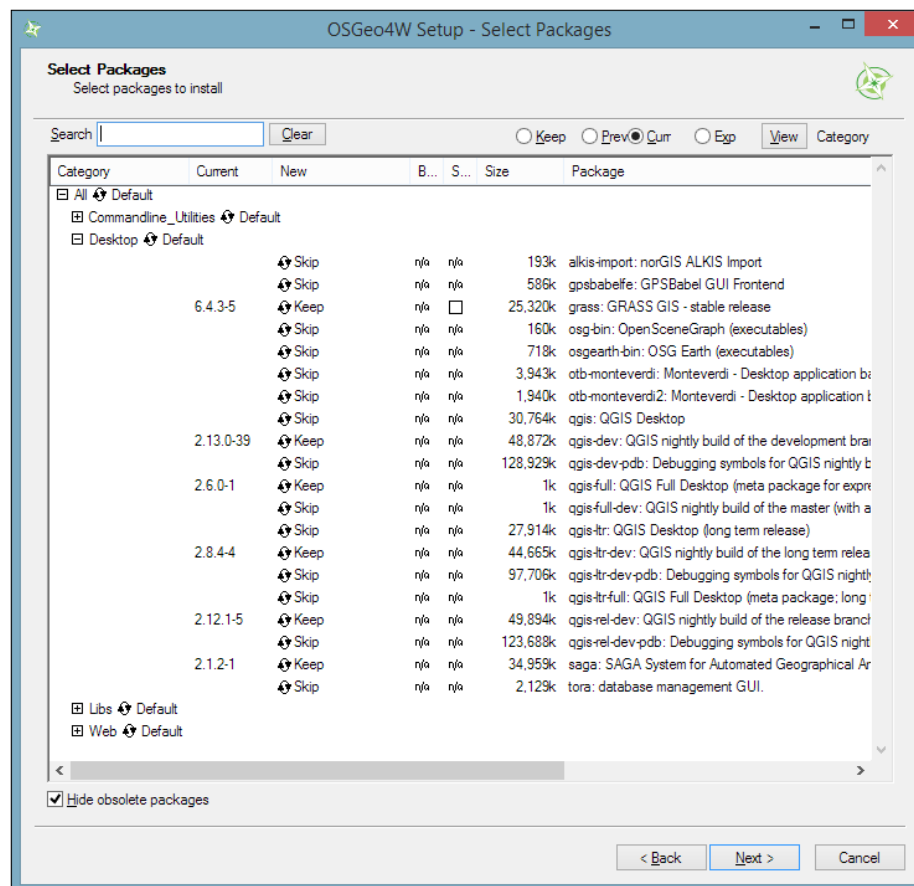 OSGeo4W Setup - Select Packages
Select Packages
Select packages to install
Search Clear Keep Prev Curr Exp View Category
Category Current New B... S... Size Package
All Default
Commandline_Utilities Default
Desktop Default
Skip n/a n/a 193k alkis-import: norGIS ALKIS Import
Skip n/a n/a 586k gpsbabelfe: GPSBabel GUI Frontend
6.4.3-5 Keep n/a 25,320k grass: GRASS GIS - stable release
Skip n/a n/a 160k osg-bin: OpenSceneGraph (executables)
Skip n/a n/a 718k osgearth-bin: OSG Earth (executables)
Skip n/a n/a 3,943k otb-monteverdi: Monteverdi - Desktop application ba
Skip n/a n/a 1,940k otb-monteverdi2: Monteverdi - Desktop application b
Skip n/a n/a 30,764k qgis: QGIS Desktop
2.13.0-39 Keep n/a n/a 48,872k qgis-dev: QGIS nightly build of the development bran
Skip n/a n/a 128,929k qgis-dev-pdb: Debugging symbols for QGIS nightly b
2.6.0-1 Keep n/a n/a 1k qgis-full: QGIS Full Desktop (meta package for expre
Skip n/a n/a 1k qgis-full-dev: QGIS nightly build of the master (with a
Skip n/a n/a 27,914k qgis-ltr: QGIS Desktop (long term release)
2.8.4-4 Keep n/a n/a 44,665k qgis-ltr-dev: QGIS nightly build of the long term relea
Skip n/a n/a 97,706k qgis-ltr-dev-pdb: Debugging symbols for QGIS nightly
Skip n/a n/a 1k qgis-ltr-full: QGIS Full Desktop (meta package; long
2.12.1-5 Keep n/a n/a 49,894k qgis-rel-dev: QGIS nightly build of the release branch
Skip n/a n/a 123,688k qgis-rel-dev-pdb: Debugging symbols for QGIS night
2.1.2-1 Keep n/a n/a 34,959k saga: SAGA System for Automated Geographical An
Skip n/a n/a 2,129k tora: database management GUI.
Libs Default
Web Default
Hide obsolete packages
< Back Next > Cancel